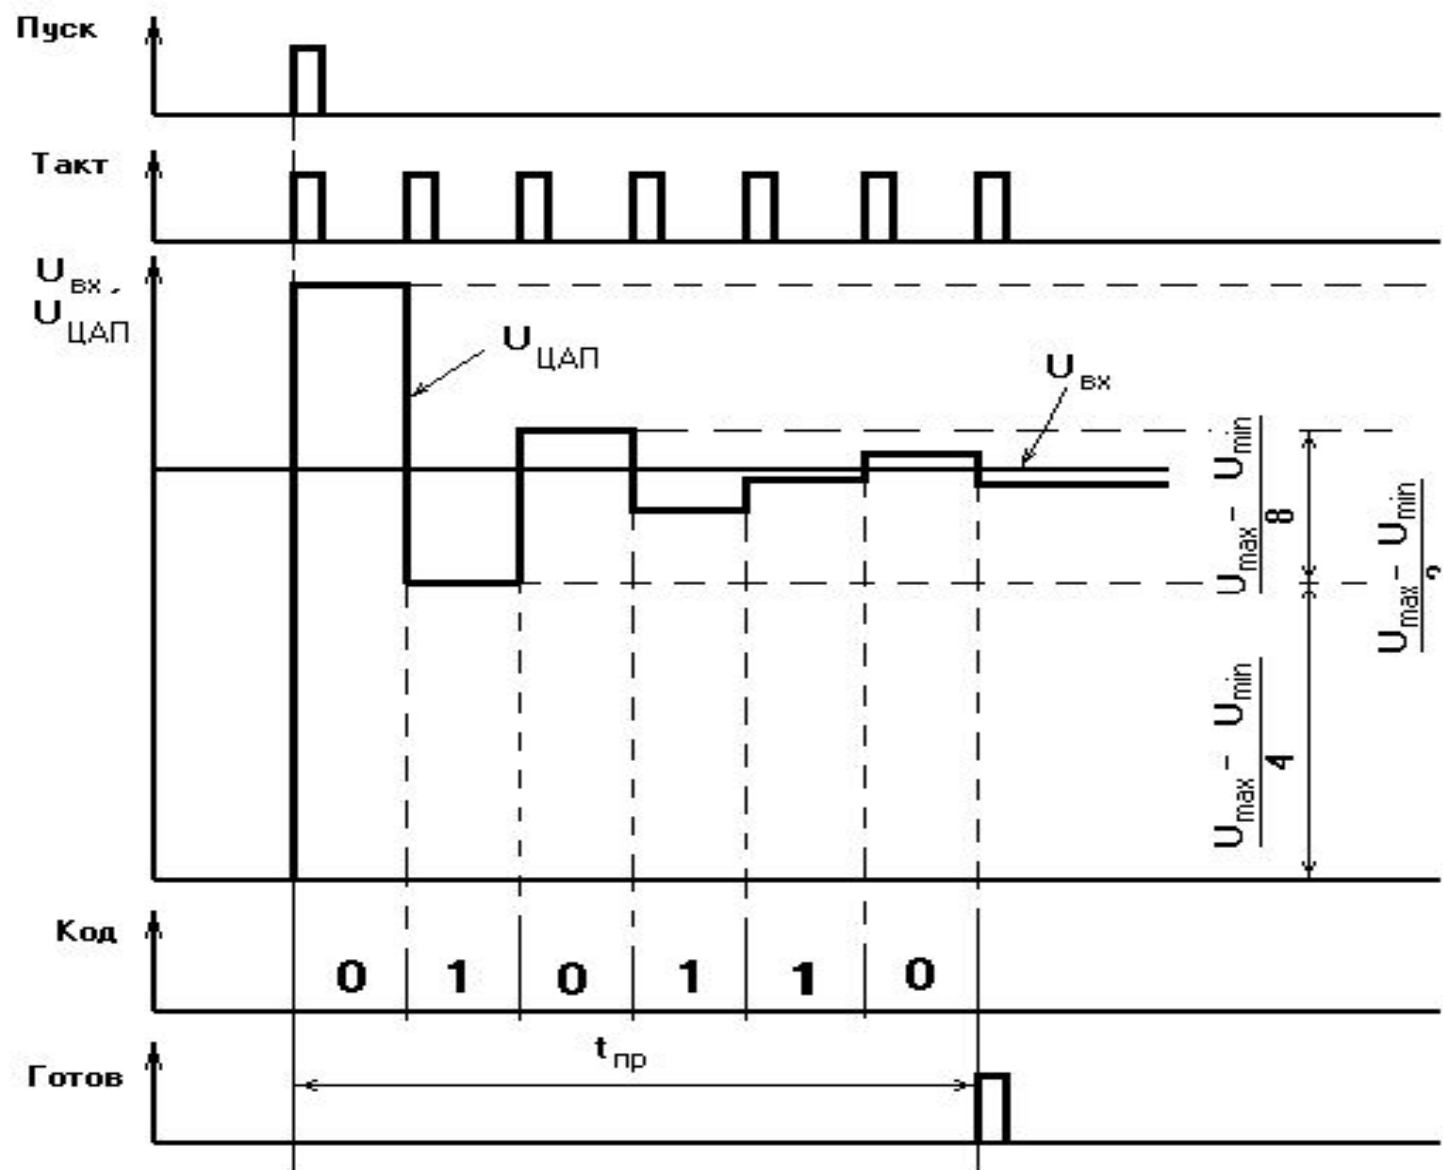 Пуск
Такт
U вх ,
U ЦАП
U ЦАП
U вх
U max - U min
8
U max - U min
U max - U min
4
Код
0 1 0 1 1 0
t пр
Готов